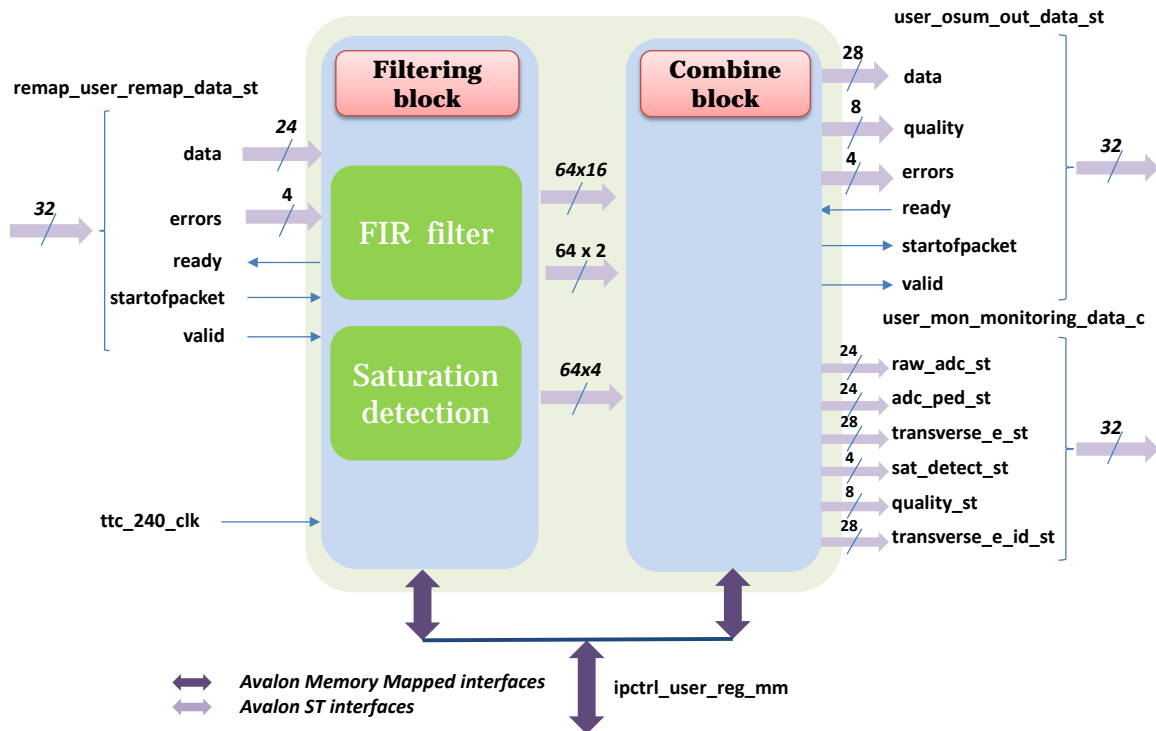 user_osum_out_data_st
remap_user_remap_data_st
32
data
24
errors
4
ready
startofpacket
valid
ttc_240_clk
Filtering
block
FIR filter
Saturation
detection
64x16
64 x 2
64x4
Combine
block
28
data
8
quality
4
errors
ready
startofpacket
valid
32
user_mon_monitoring_data_c
24
raw_adc_st
24
adc_ped_st
28
transverse_e_st
4
sat_detect_st
8
quality_st
28
transverse_e_id_st
32
Avalon Memory Mapped interfaces
Avalon ST interfaces
ipctrl_user_reg_mm